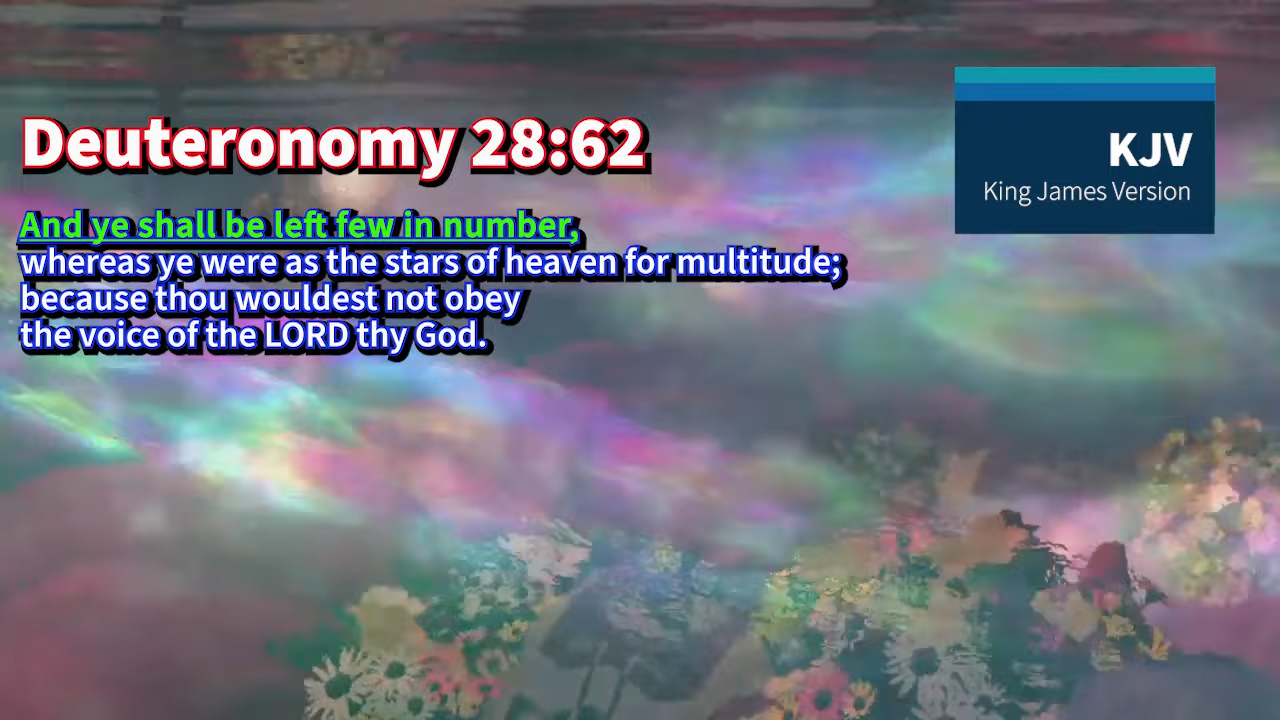 Deuteronomy 28:62
KJV
King James Version
And ye shall be left few in number,
whereas ye were as the stars of heaven for multitude;
because thou wouldest not obey
the voice of the LORD thy God.